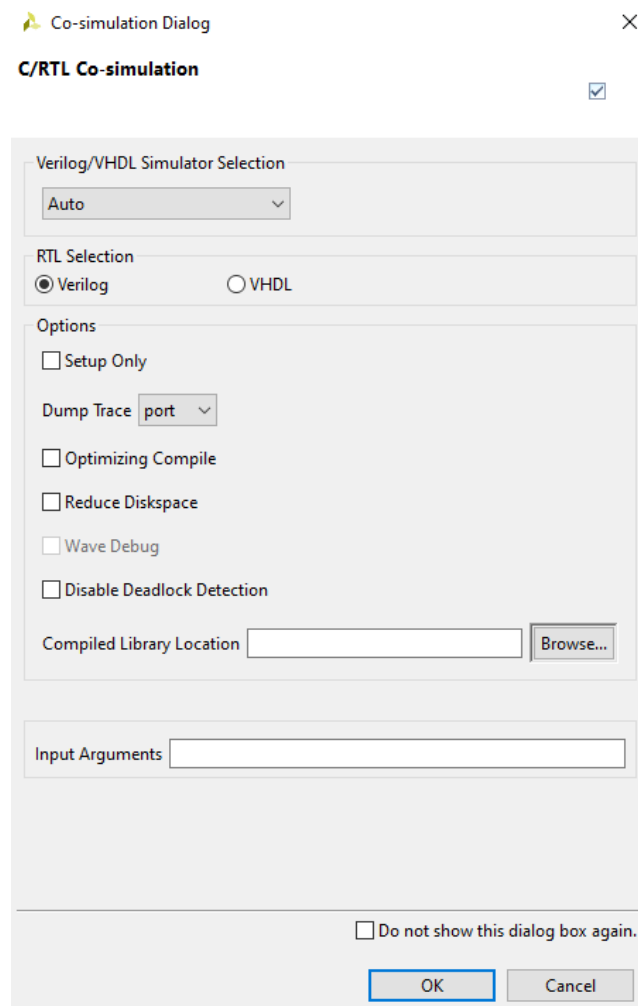 Co-simulation Dialog
C/RTL Co-simulation
Verilog/VHDL Simulator Selection
Auto
RTL Selection
Verilog VHDL
Options
Setup Only
Dump Trace port
Optimizing Compile
Reduce Diskspace
Wave Debug
Disable Deadlock Detection
Compiled Library Location Browse...
Input Arguments
Do not show this dialog box again.
OK Cancel